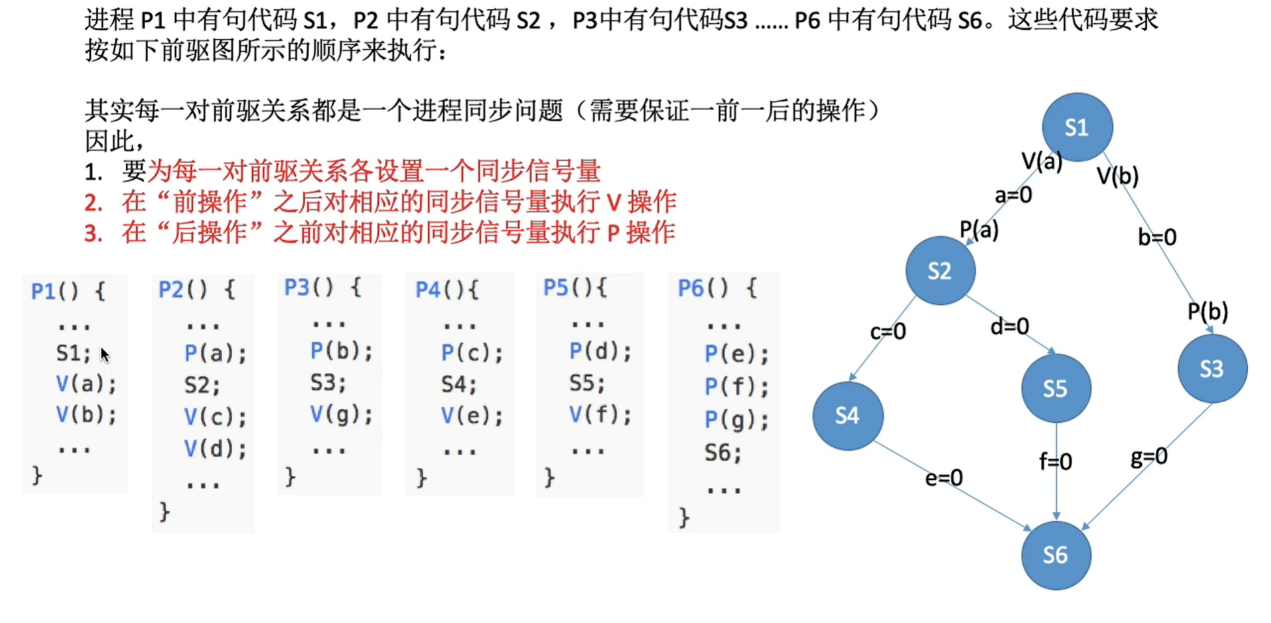 进程 P1 中有句代码 S1，P2 中有句代码 S2 ，P3中有句代码S3 …… P6 中有句代码 S6。这些代码要求
按如下前驱图所示的顺序来执行：
其实每一对前驱关系都是一个进程同步问题（需要保证一前一后的操作）
因此，
1. 要为每一对前驱关系各设置一个同步信号量
2. 在“前操作”之后对相应的同步信号量执行 V 操作
3. 在“后操作”之前对相应的同步信号量执行 P 操作
P1() {
...
S1;
V(a);
V(b);
...
}
P2() {
...
P(a);
S2;
V(c);
V(d);
...
}
P3() {
...
P(b);
S3;
V(g);
...
}
P4(){
...
P(c);
S4;
V(e);
...
}
P5(){
...
P(d);
S5;
V(f);
...
}
P6() {
...
P(e);
P(f);
P(g);
S6;
...
}
S1
V(a)
V(b)
a=0
P(a)
b=0
S2
P(b)
c=0
d=0
S3
S5
S4
f=0
g=0
e=0
S6